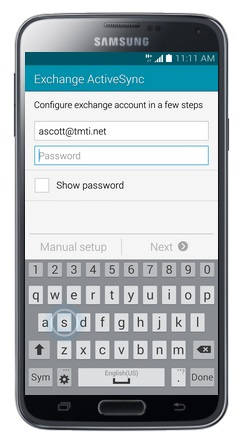 SAMSUNG
11:11 AM
Exchange ActiveSync
Configure exchange account in a few steps
ascott@tmti.net
Password
Show password
Manual setup Next
1 2 3 4 5 6 7 8 9 0
q w e r t y u i o p
a s d f g h j k l
z x c v b n m
Sym English(US) . Done